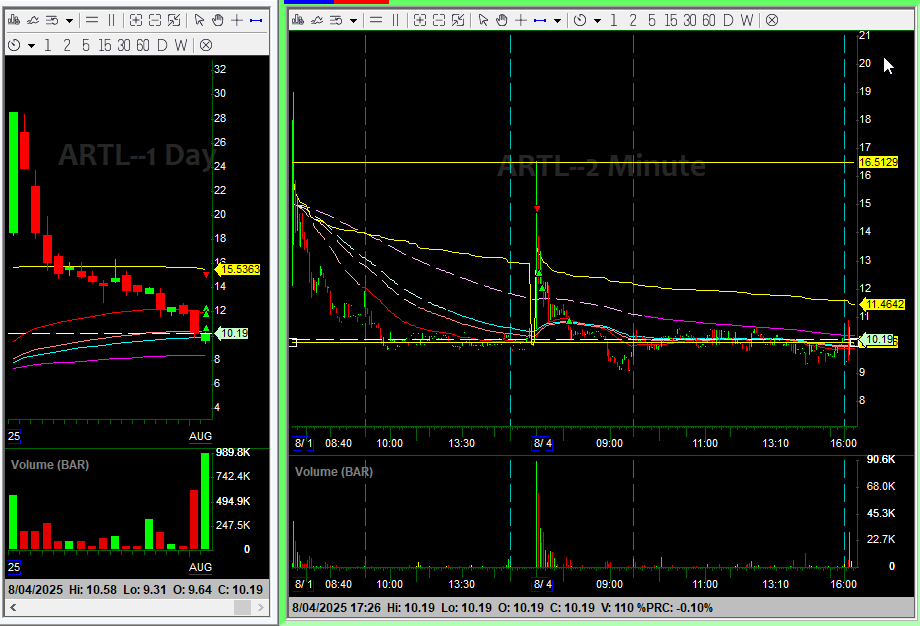 1 2 5 15 30 60 D W
1 2 5 15 30 60 D W
ARTL--1 Day
32
30
28
26
24
22
20
18
16
15.5363
14
12
10.19
8
6
4
25 AUG
Volume (BAR)
989.8K
742.4K
494.9K
247.5K
0
25 AUG
8/04/2025 Hi: 10.58 Lo: 9.31 O: 9.64 C: 10.19
ARTL--2 Minute
21
20
19
18
17
16.5129
16
15
14
13
12
11.4642
11
10.19
9
8
8/ 1 08:40 10:00 13:30 8/ 4 09:00 11:00 13:10 16:00
Volume (BAR)
90.6K
68.0K
45.3K
22.7K
0
8/ 1 08:40 10:00 13:30 8/ 4 09:00 11:00 13:10 16:00
8/04/2025 17:26 Hi: 10.19 Lo: 10.19 O: 10.19 C: 10.19 V: 110 %PRC: -0.10%